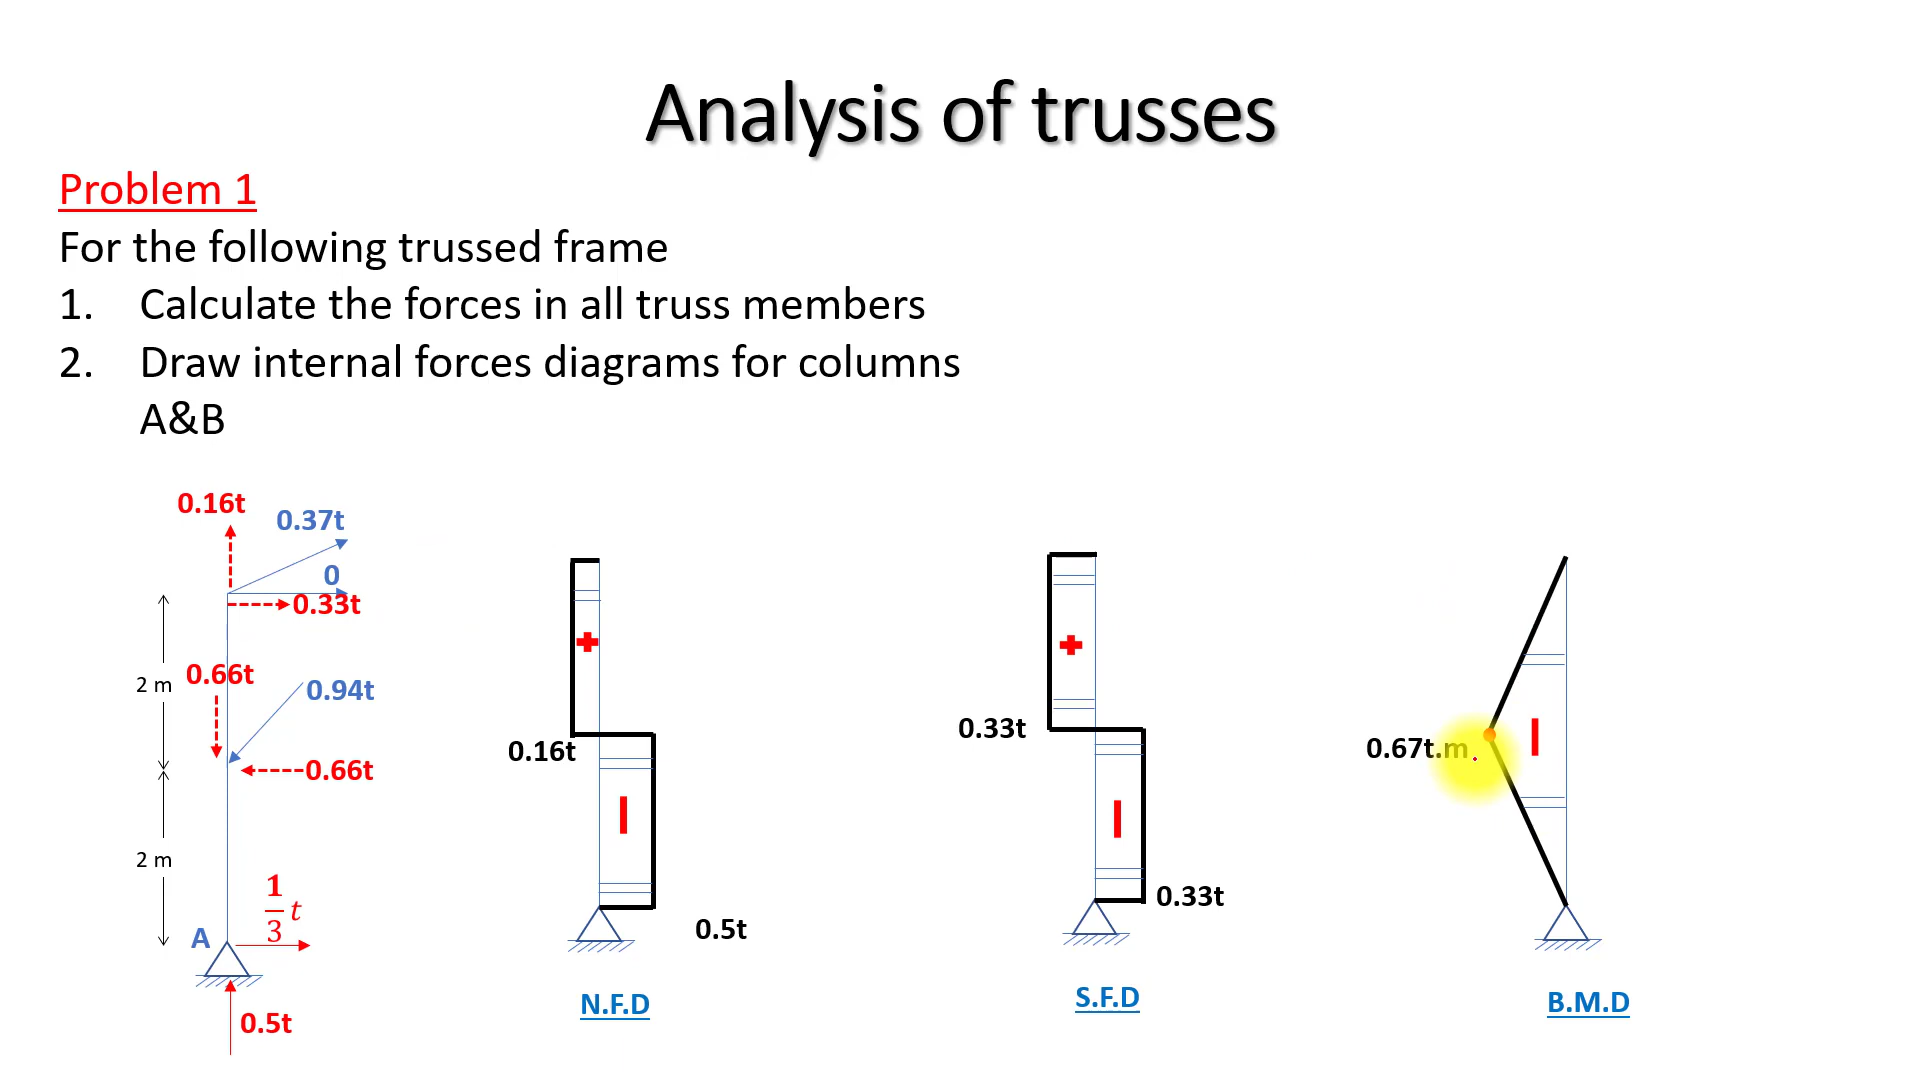 Analysis of trusses
Problem 1
For the following trussed frame
1. Calculate the forces in all truss members
2. Draw internal forces diagrams for columns
A&B
0.16t
0.37t
0
0.33t
0.66t
2 m
0.94t
0.66t
2 m
1/3 t
A
0.5t
0.16t
0.5t
N.F.D
0.33t
0.33t
S.F.D
0.67t.m
B.M.D